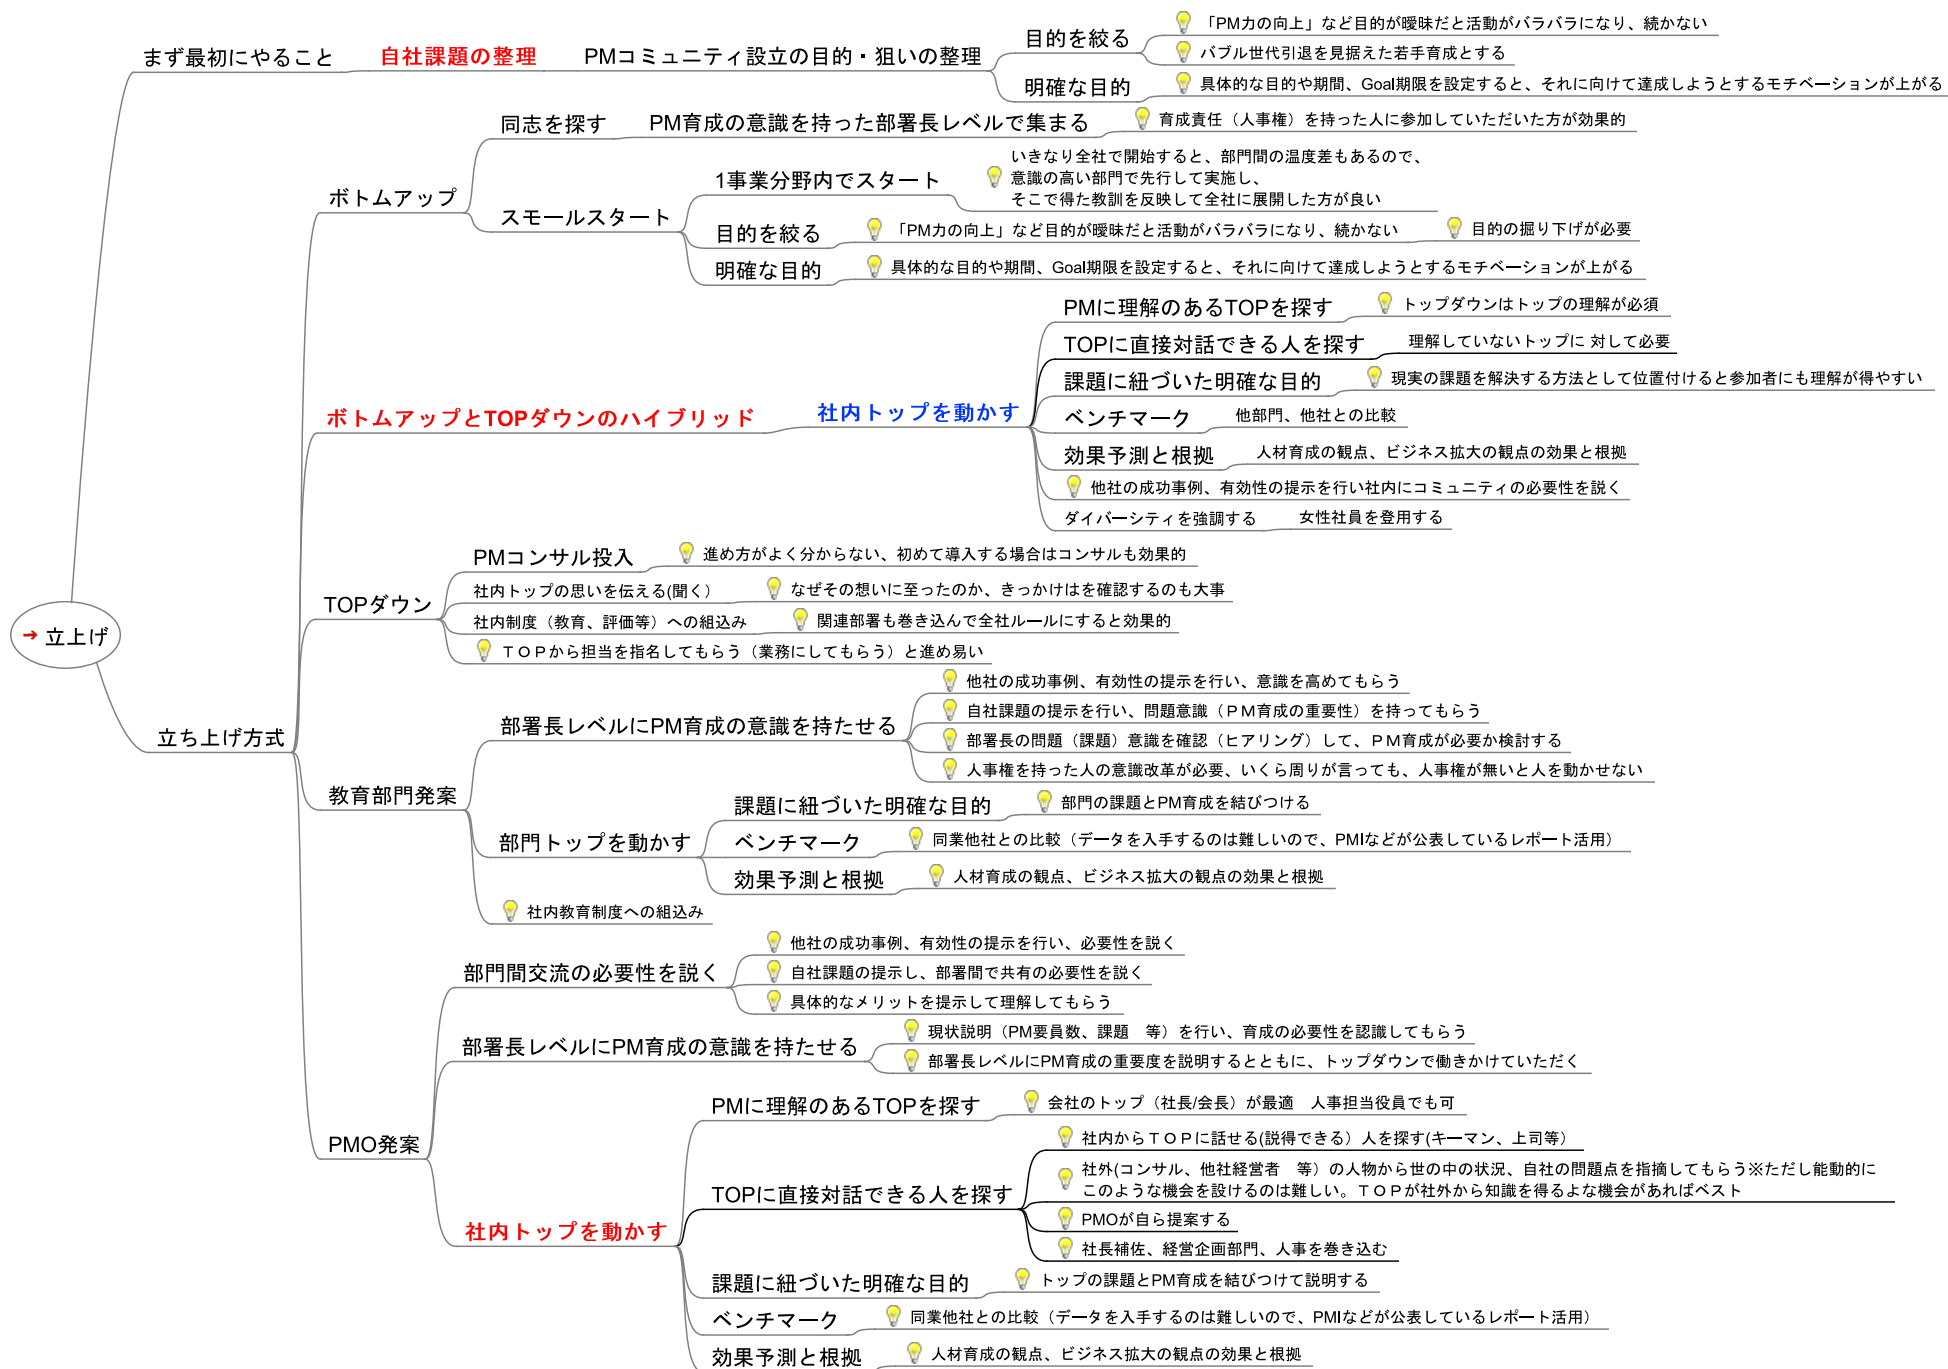 立上げ
まず最初にやること
自社課題の整理
PMコミュニティ設立の目的・狙いの整理
目的を絞る
「PM力の向上」など目的が曖昧だと活動がバラバラになり、続かない
バブル世代引退を見据えた若手育成とする
明確な目的
具体的な目的や期間、Goal期限を設定すると、それに向けて達成しようとするモチベーションが上がる
立ち上げ方式
ボトムアップ
同志を探す
PM育成の意識を持った部署長レベルで集まる
育成責任（人事権）を持った人に参加していただいた方が効果的
スモールスタート
1事業分野内でスタート
いきなり全社で開始すると、部門間の温度差もあるので、
意識の高い部門で先行して実施し、
そこで得た教訓を反映して全社に展開した方が良い
目的を絞る
「PM力の向上」など目的が曖昧だと活動がバラバラになり、続かない
目的の掘り下げが必要
明確な目的
具体的な目的や期間、Goal期限を設定すると、それに向けて達成しようとするモチベーションが上がる
ボトムアップとTOPダウンのハイブリッド
社内トップを動かす
PMに理解のあるTOPを探す
トップダウンはトップの理解が必須
TOPに直接対話できる人を探す
理解していないトップに 対して必要
課題に紐づいた明確な目的
現実の課題を解決する方法として位置付けると参加者にも理解が得やすい
ベンチマーク
他部門、他社との比較
効果予測と根拠
人材育成の観点、ビジネス拡大の観点の効果と根拠
他社の成功事例、有効性の提示を行い社内にコミュニティの必要性を説く
ダイバーシティを強調する
女性社員を登用する
TOPダウン
PMコンサル投入
進め方がよく分からない、初めて導入する場合はコンサルも効果的
社内トップの思いを伝える(聞く）
なぜその想いに至ったのか、きっかけはを確認するのも大事
社内制度（教育、評価等）への組込み
関連部署も巻き込んで全社ルールにすると効果的
ＴＯＰから担当を指名してもらう（業務にしてもらう）と進め易い
教育部門発案
部署長レベルにPM育成の意識を持たせる
他社の成功事例、有効性の提示を行い、意識を高めてもらう
自社課題の提示を行い、問題意識（ＰＭ育成の重要性）を持ってもらう
部署長の問題（課題）意識を確認（ヒアリング）して、ＰＭ育成が必要か検討する
人事権を持った人の意識改革が必要、いくら周りが言っても、人事権が無いと人を動かせない
部門トップを動かす
課題に紐づいた明確な目的
部門の課題とPM育成を結びつける
ベンチマーク
同業他社との比較（データを入手するのは難しいので、PMIなどが公表しているレポート活用）
効果予測と根拠
人材育成の観点、ビジネス拡大の観点の効果と根拠
社内教育制度への組込み
PMO発案
部門間交流の必要性を説く
他社の成功事例、有効性の提示を行い、必要性を説く
自社課題の提示し、部署間で共有の必要性を説く
具体的なメリットを提示して理解してもらう
部署長レベルにPM育成の意識を持たせる
現状説明（PM要員数、課題　等）を行い、育成の必要性を認識してもらう
部署長レベルにPM育成の重要度を説明するとともに、トップダウンで働きかけていただく
社内トップを動かす
PMに理解のあるTOPを探す
会社のトップ（社長/会長）が最適　人事担当役員でも可
TOPに直接対話できる人を探す
社内からＴＯＰに話せる(説得できる）人を探す(キーマン、上司等）
社外(コンサル、他社経営者　等）の人物から世の中の状況、自社の問題点を指摘してもらう※ただし能動的に
このような機会を設けるのは難しい。ＴＯＰが社外から知識を得るよな機会があればベスト
PMOが自ら提案する
社長補佐、経営企画部門、人事を巻き込む
課題に紐づいた明確な目的
トップの課題とPM育成を結びつけて説明する
ベンチマーク
同業他社との比較（データを入手するのは難しいので、PMIなどが公表しているレポート活用）
効果予測と根拠
人材育成の観点、ビジネス拡大の観点の効果と根拠